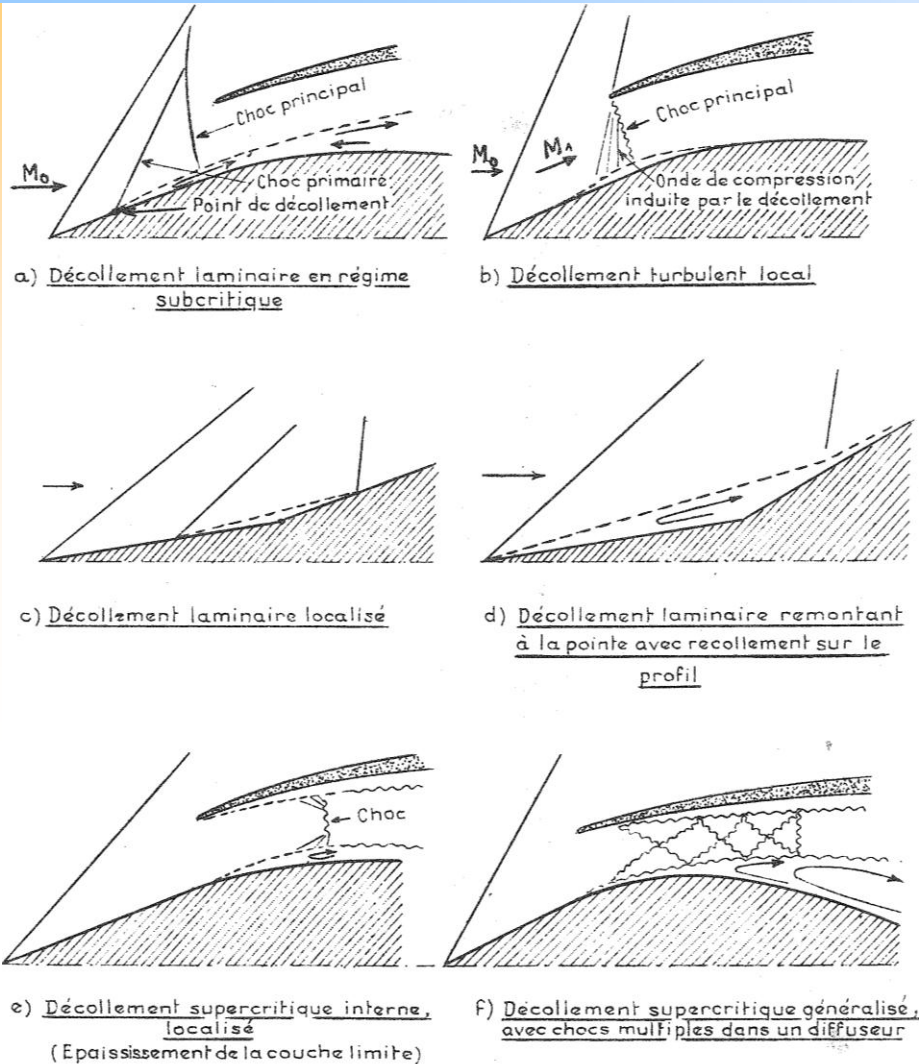 Choc principal
M₀
Choc primaire
Point de décollement
a) Décollement laminaire en régime
subcritique
Choc principal
M₀
M₁
Onde de compression
induite par le décollement
b) Décollement turbulent local
c) Décollement laminaire localisé
d) Décollement laminaire remontant
à la pointe avec recollement sur le
profil
Choc
e) Décollement supercritique interne,
localisé
(Epaississement de la couche limite)
f) Décollement supercritique généralisé,
avec chocs multiples dans un diffuseur